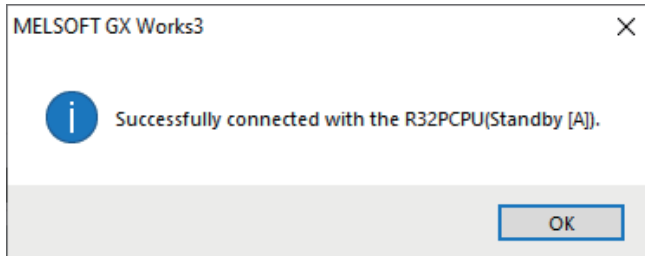 MELSOFT GX Works3
Successfully connected with the R32PCPU(Standby [A]).
OK